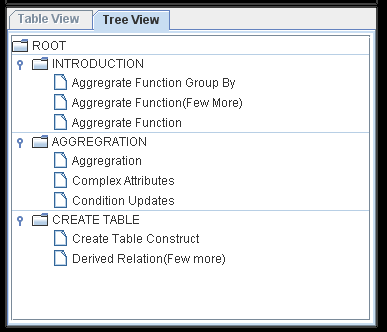 Table View Tree View
ROOT
INTRODUCTION
Aggregrate Function Group By
Aggregrate Function(Few More)
Aggregrate Function
AGGREGRATION
Aggregration
Complex Attributes
Condition Updates
CREATE TABLE
Create Table Construct
Derived Relation(Few more)